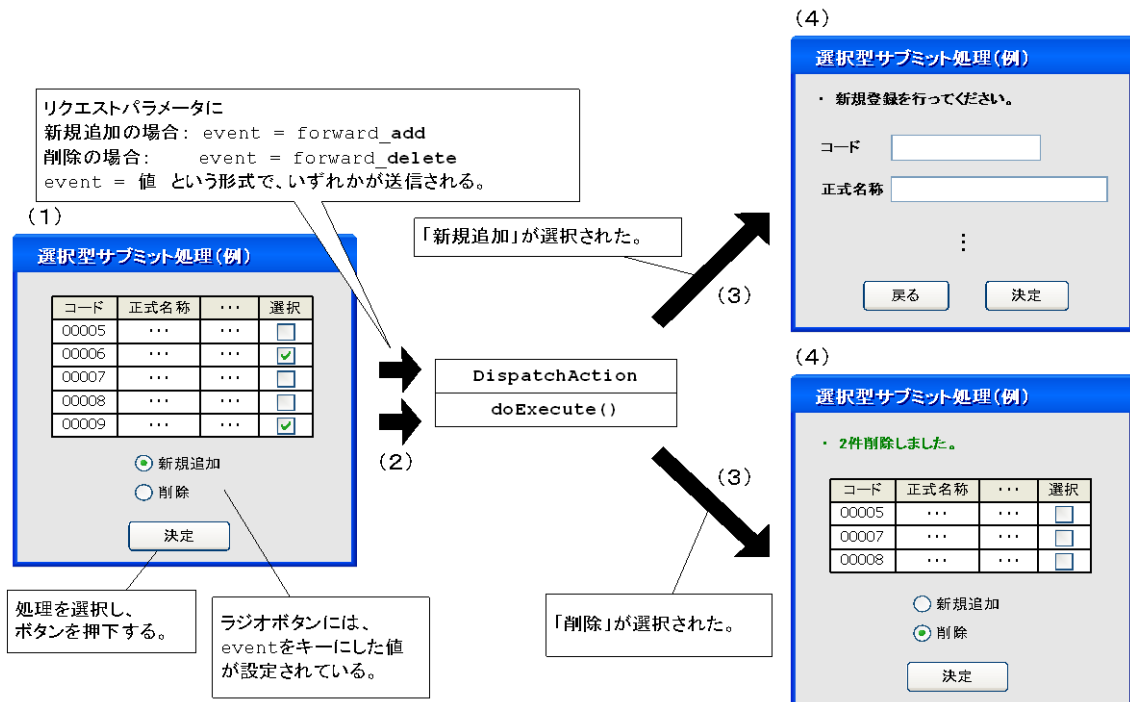 リクエストパラメータに
新規追加の場合: event = forward_add
削除の場合: event = forward_delete
event = 値 という形式で、いずれかが送信される。
(1)
選択型サブミット処理(例)
コード 正式名称 ・・・ 選択
00005 ・・・ ・・・
00006 ・・・ ・・・
00007 ・・・ ・・・
00008 ・・・ ・・・
00009 ・・・ ・・・
新規追加
削除
決定
処理を選択し、
ボタンを押下する。
ラジオボタンには、
eventをキーにした値
が設定されている。
(2)
DispatchAction
doExecute()
「新規追加」が選択された。
(3)
(4)
選択型サブミット処理(例)
・ 新規登録を行ってください。
コード
正式名称
⋮
戻る 決定
「削除」が選択された。
(3)
(4)
選択型サブミット処理(例)
・ 2件削除しました。
コード 正式名称 ・・・ 選択
00005 ・・・ ・・・
00007 ・・・ ・・・
00008 ・・・ ・・・
新規追加
削除
決定